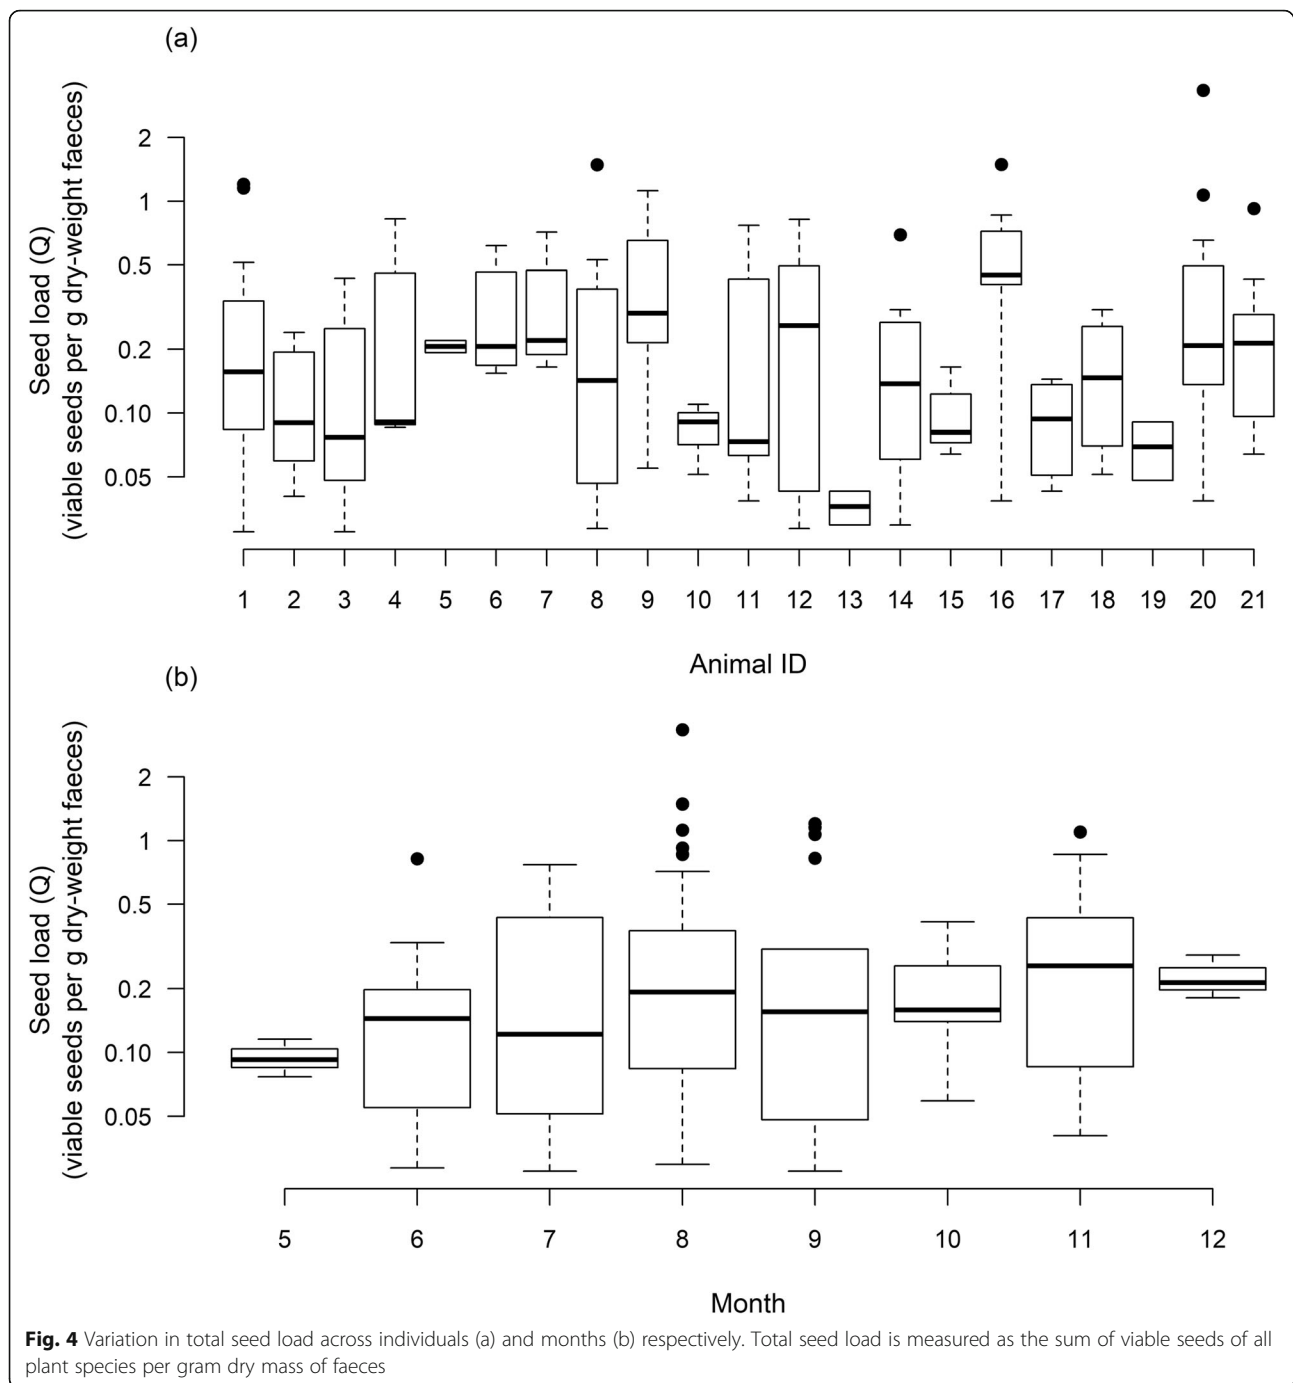 (a)
Seed load (Q)
(viable seeds per g dry-weight faeces)
2
1
0.5
0.2
0.10
0.05
1 2 3 4 5 6 7 8 9 10 11 12 13 14 15 16 17 18 19 20 21
Animal ID
(b)
Seed load (Q)
(viable seeds per g dry-weight faeces)
2
1
0.5
0.2
0.10
0.05
5 6 7 8 9 10 11 12
Month
Fig. 4 Variation in total seed load across individuals (a) and months (b) respectively. Total seed load is measured as the sum of viable seeds of all
plant species per gram dry mass of faeces